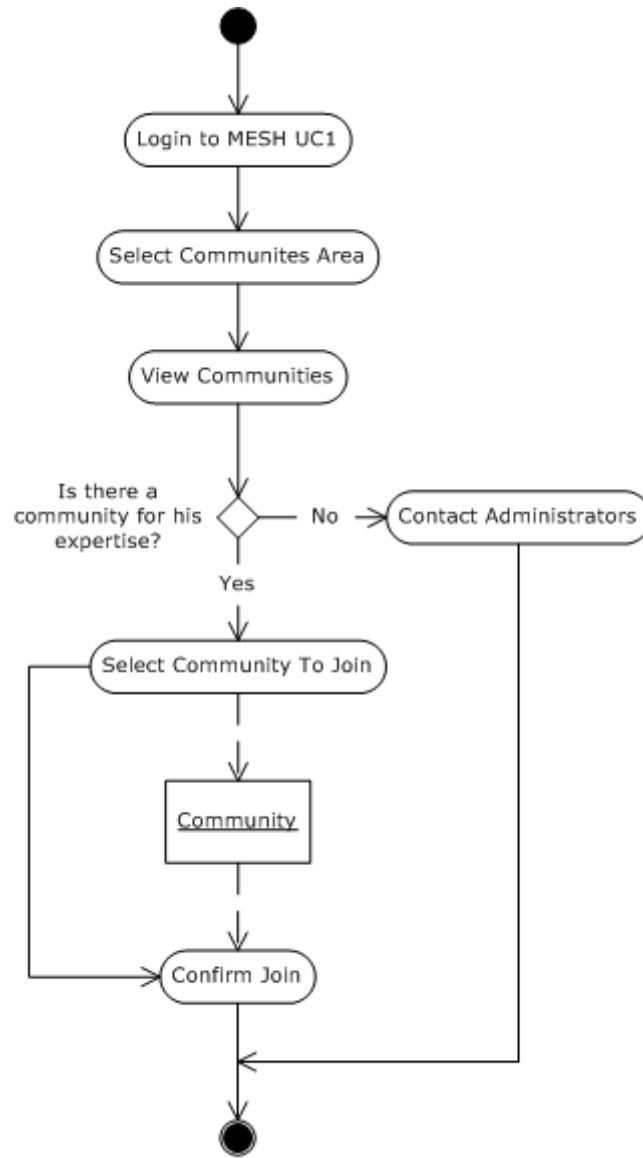 Login to MESH UC1
Select Communites Area
View Communities
Is there a
community for his
expertise?
No
Contact Administrators
Yes
Select Community To Join
Community
Confirm Join